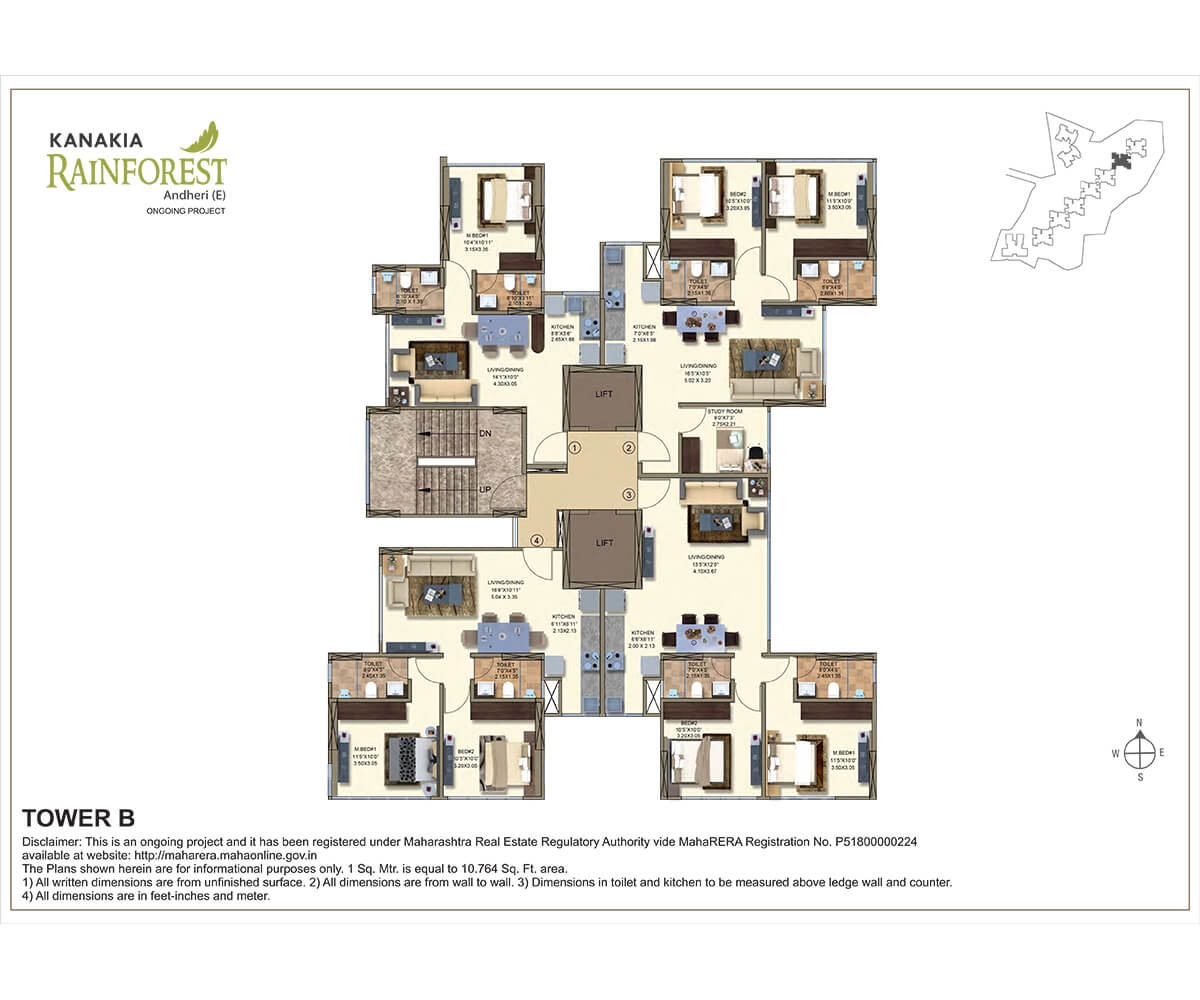 KANAKIA
RAINFOREST
Andheri (E)
ONGOING PROJECT
M.BED#1
10'4"X10'11"
3.15X3.35
BED#2
10'5"X10'0"
3.20X3.05
M.BED#1
11'5"X10'0"
3.50X3.05
TOILET
6'10"X4'5"
2.10 X 1.35
TOILET
6'10"X3'11"
2.10X1.20
TOILET
7'0"X4'5"
2.15X1.35
TOILET
2.60X1.35
KITCHEN
2.65X1.68
KITCHEN
7'0"X6'5"
2.15X1.98
LIVING/DINING
14'1"X10'0"
4.30X3.05
LIVING/DINING
16'5"X10'5"
5.02 X 3.20
LIFT
STUDY ROOM
9'0"X7'3"
2.75X2.21
DN
UP
1
2
3
4
LIFT
LIVING/DINING
13'5"X12'0"
4.10X3.67
LIVING/DINING
16'6"X10'11"
5.04 X 3.35
KITCHEN
6'11"X6'11"
2.13X2.13
KITCHEN
6'6"X6'11"
2.00 X 2.13
TOILET
8'0"X4'5"
2.45X1.35
TOILET
7'0"X4'5"
2.15X1.35
TOILET
7'0"X4'5"
2.15X1.35
TOILET
8'0"X4'5"
2.45X1.35
M.BED#1
11'5"X10'0"
3.50X3.05
BED#2
10'5"X10'0"
3.20X3.05
BED#2
10'5"X10'0"
3.20X3.05
M.BED#1
11'5"X10'0"
3.50X3.05
N
W E
S
TOWER B
Disclaimer: This is an ongoing project and it has been registered under Maharashtra Real Estate Regulatory Authority vide MahaRERA Registration No. P51800000224
available at website: http://maharera.mahaonline.gov.in
The Plans shown herein are for informational purposes only. 1 Sq. Mtr. is equal to 10.764 Sq. Ft. area.
1) All written dimensions are from unfinished surface. 2) All dimensions are from wall to wall. 3) Dimensions in toilet and kitchen to be measured above ledge wall and counter.
4) All dimensions are in feet-inches and meter.